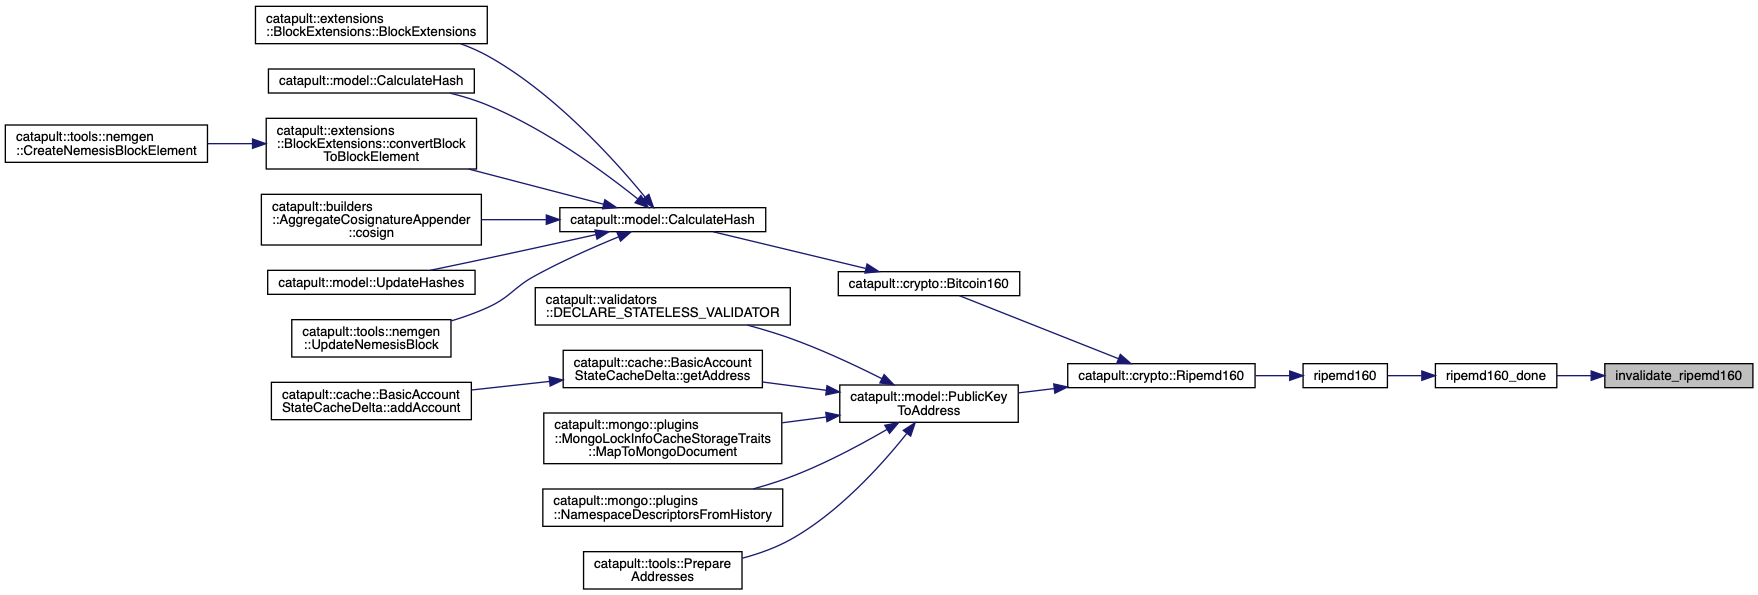 catapult::extensions
::BlockExtensions::BlockExtensions
catapult::model::CalculateHash
catapult::tools::nemgen
::CreateNemesisBlockElement
catapult::extensions
::BlockExtensions::convertBlock
ToBlockElement
catapult::builders
::AggregateCosignatureAppender
::cosign
catapult::model::CalculateHash
catapult::model::UpdateHashes
catapult::crypto::Bitcoin160
catapult::validators
::DECLARE_STATELESS_VALIDATOR
catapult::tools::nemgen
::UpdateNemesisBlock
catapult::cache::BasicAccount
StateCacheDelta::getAddress
catapult::crypto::Ripemd160
ripemd160
ripemd160_done
invalidate_ripemd160
catapult::cache::BasicAccount
StateCacheDelta::addAccount
catapult::model::PublicKey
ToAddress
catapult::mongo::plugins
::MongoLockInfoCacheStorageTraits
::MapToMongoDocument
catapult::mongo::plugins
::NamespaceDescriptorsFromHistory
catapult::tools::Prepare
Addresses